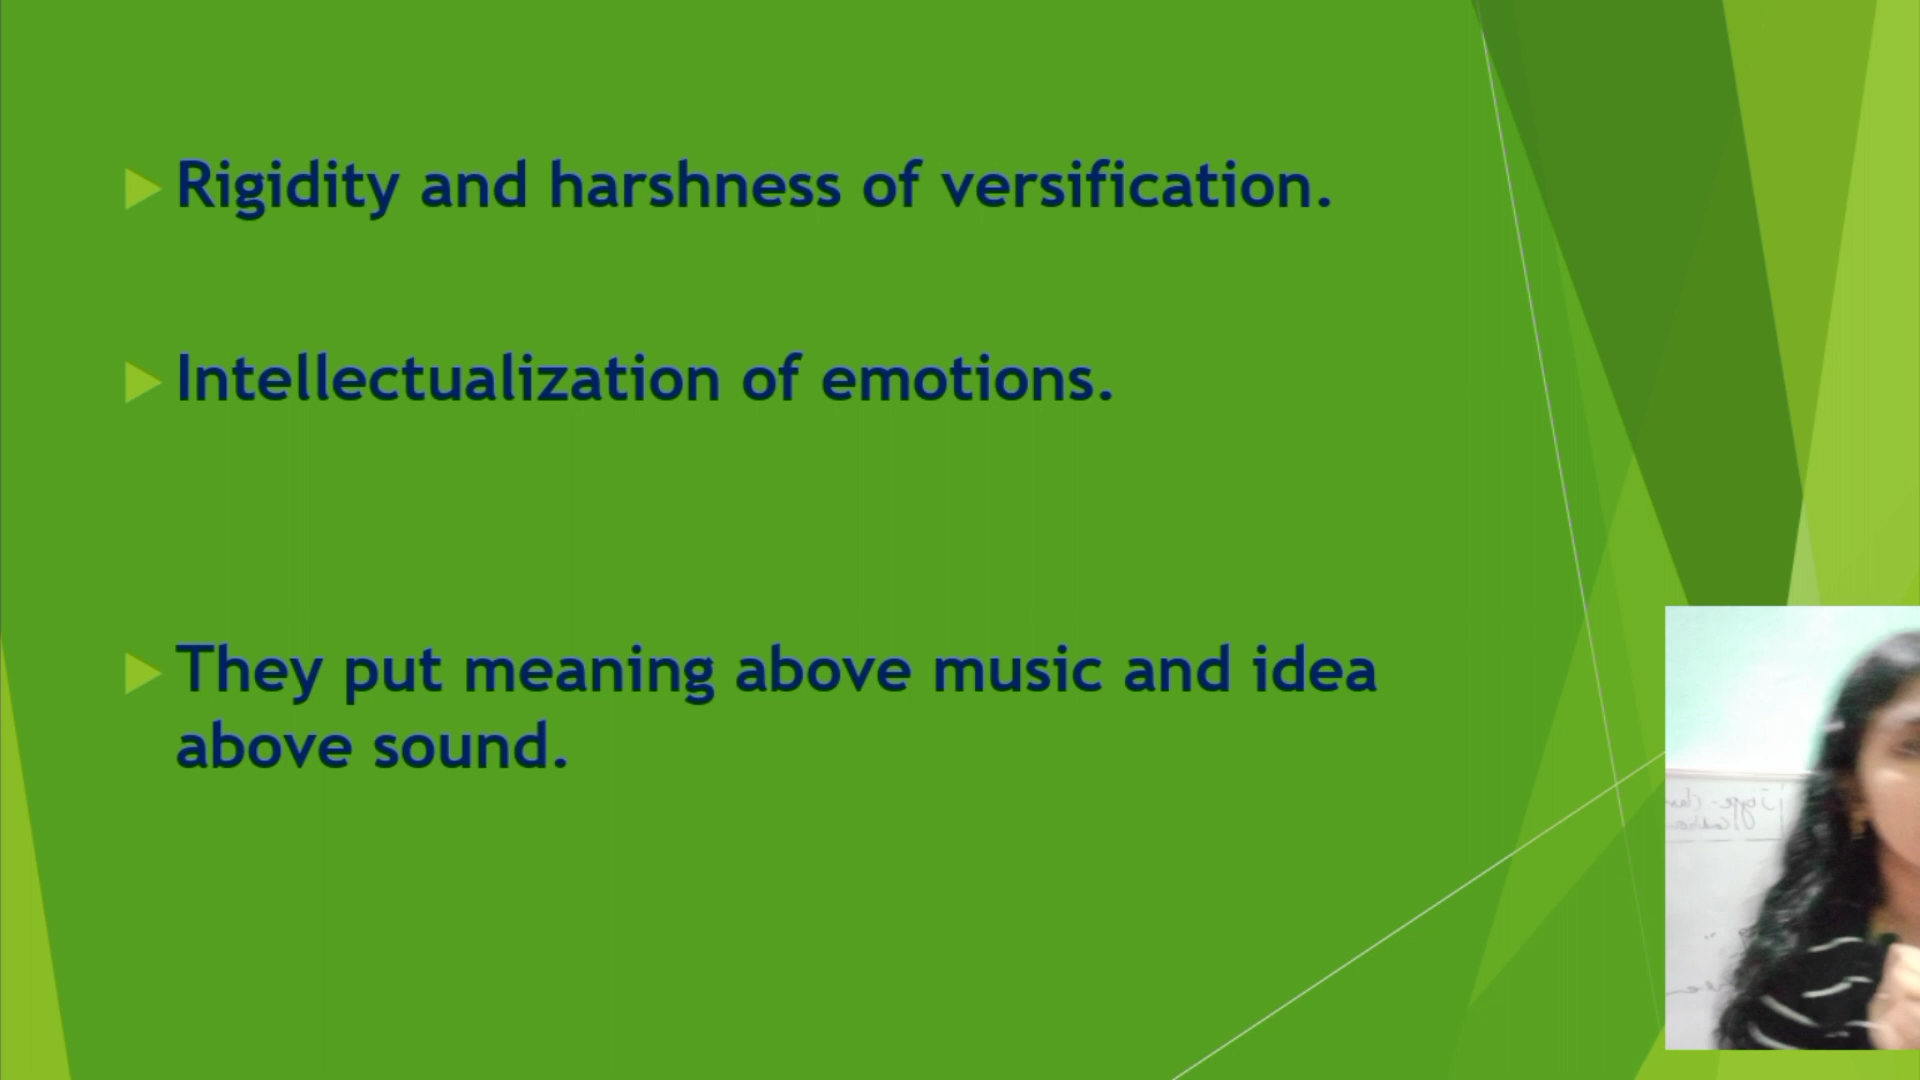 Rigidity and harshness of versification.
Intellectualization of emotions.
They put meaning above music and idea
above sound.